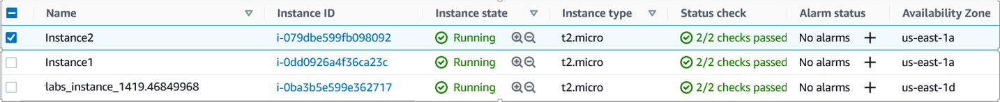 Name Instance ID Instance state Instance type Status check Alarm status Availability Zone
Instance2 i-079dbe599fb098092 Running t2.micro 2/2 checks passed No alarms + us-east-1a
Instance1 i-0dd0926a4f36ca23c Running t2.micro 2/2 checks passed No alarms + us-east-1a
labs_instance_1419.46849968 i-0ba3b5e599e362717 Running t2.micro 2/2 checks passed No alarms + us-east-1d